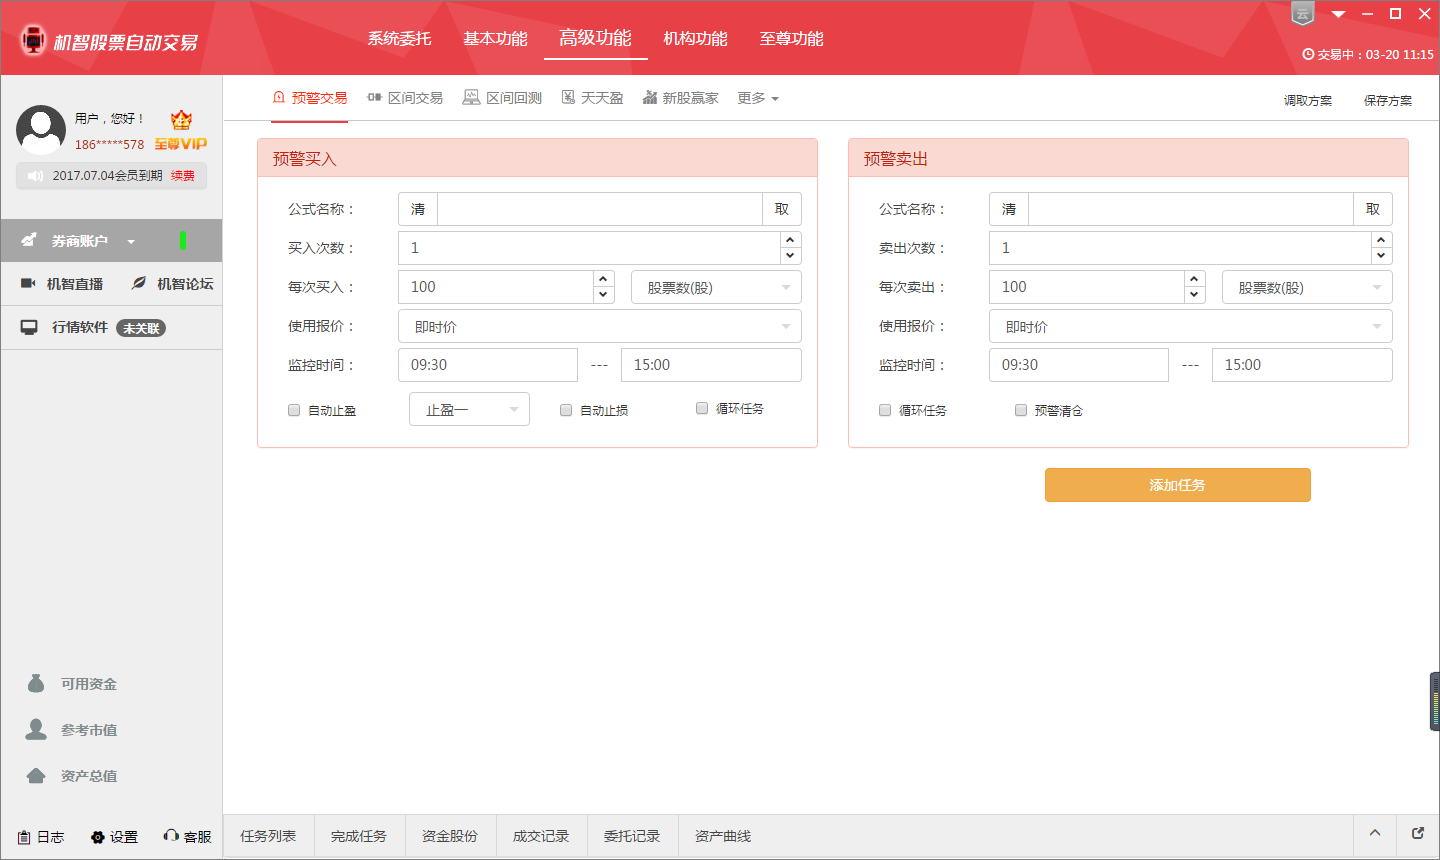 云
机智股票自动交易
系统委托 基本功能 高级功能 机构功能 至尊功能
交易中：03-20 11:15
用户，您好！
186*****578 至尊VIP
2017.07.04会员到期 续费
券商账户
机智直播 机智论坛
行情软件 未关联
可用资金
参考市值
资产总值
日志 设置 客服
预警交易 区间交易 区间回测 天天盈 新股赢家 更多
调取方案 保存方案
预警买入
公式名称： 清 取
买入次数： 1
每次买入： 100 股票数(股)
使用报价： 即时价
监控时间： 09:30 --- 15:00
自动止盈 止盈一 自动止损 循环任务
预警卖出
公式名称： 清 取
卖出次数： 1
每次卖出： 100 股票数(股)
使用报价： 即时价
监控时间： 09:30 --- 15:00
循环任务 预警清仓
添加任务
任务列表 完成任务 资金股份 成交记录 委托记录 资产曲线